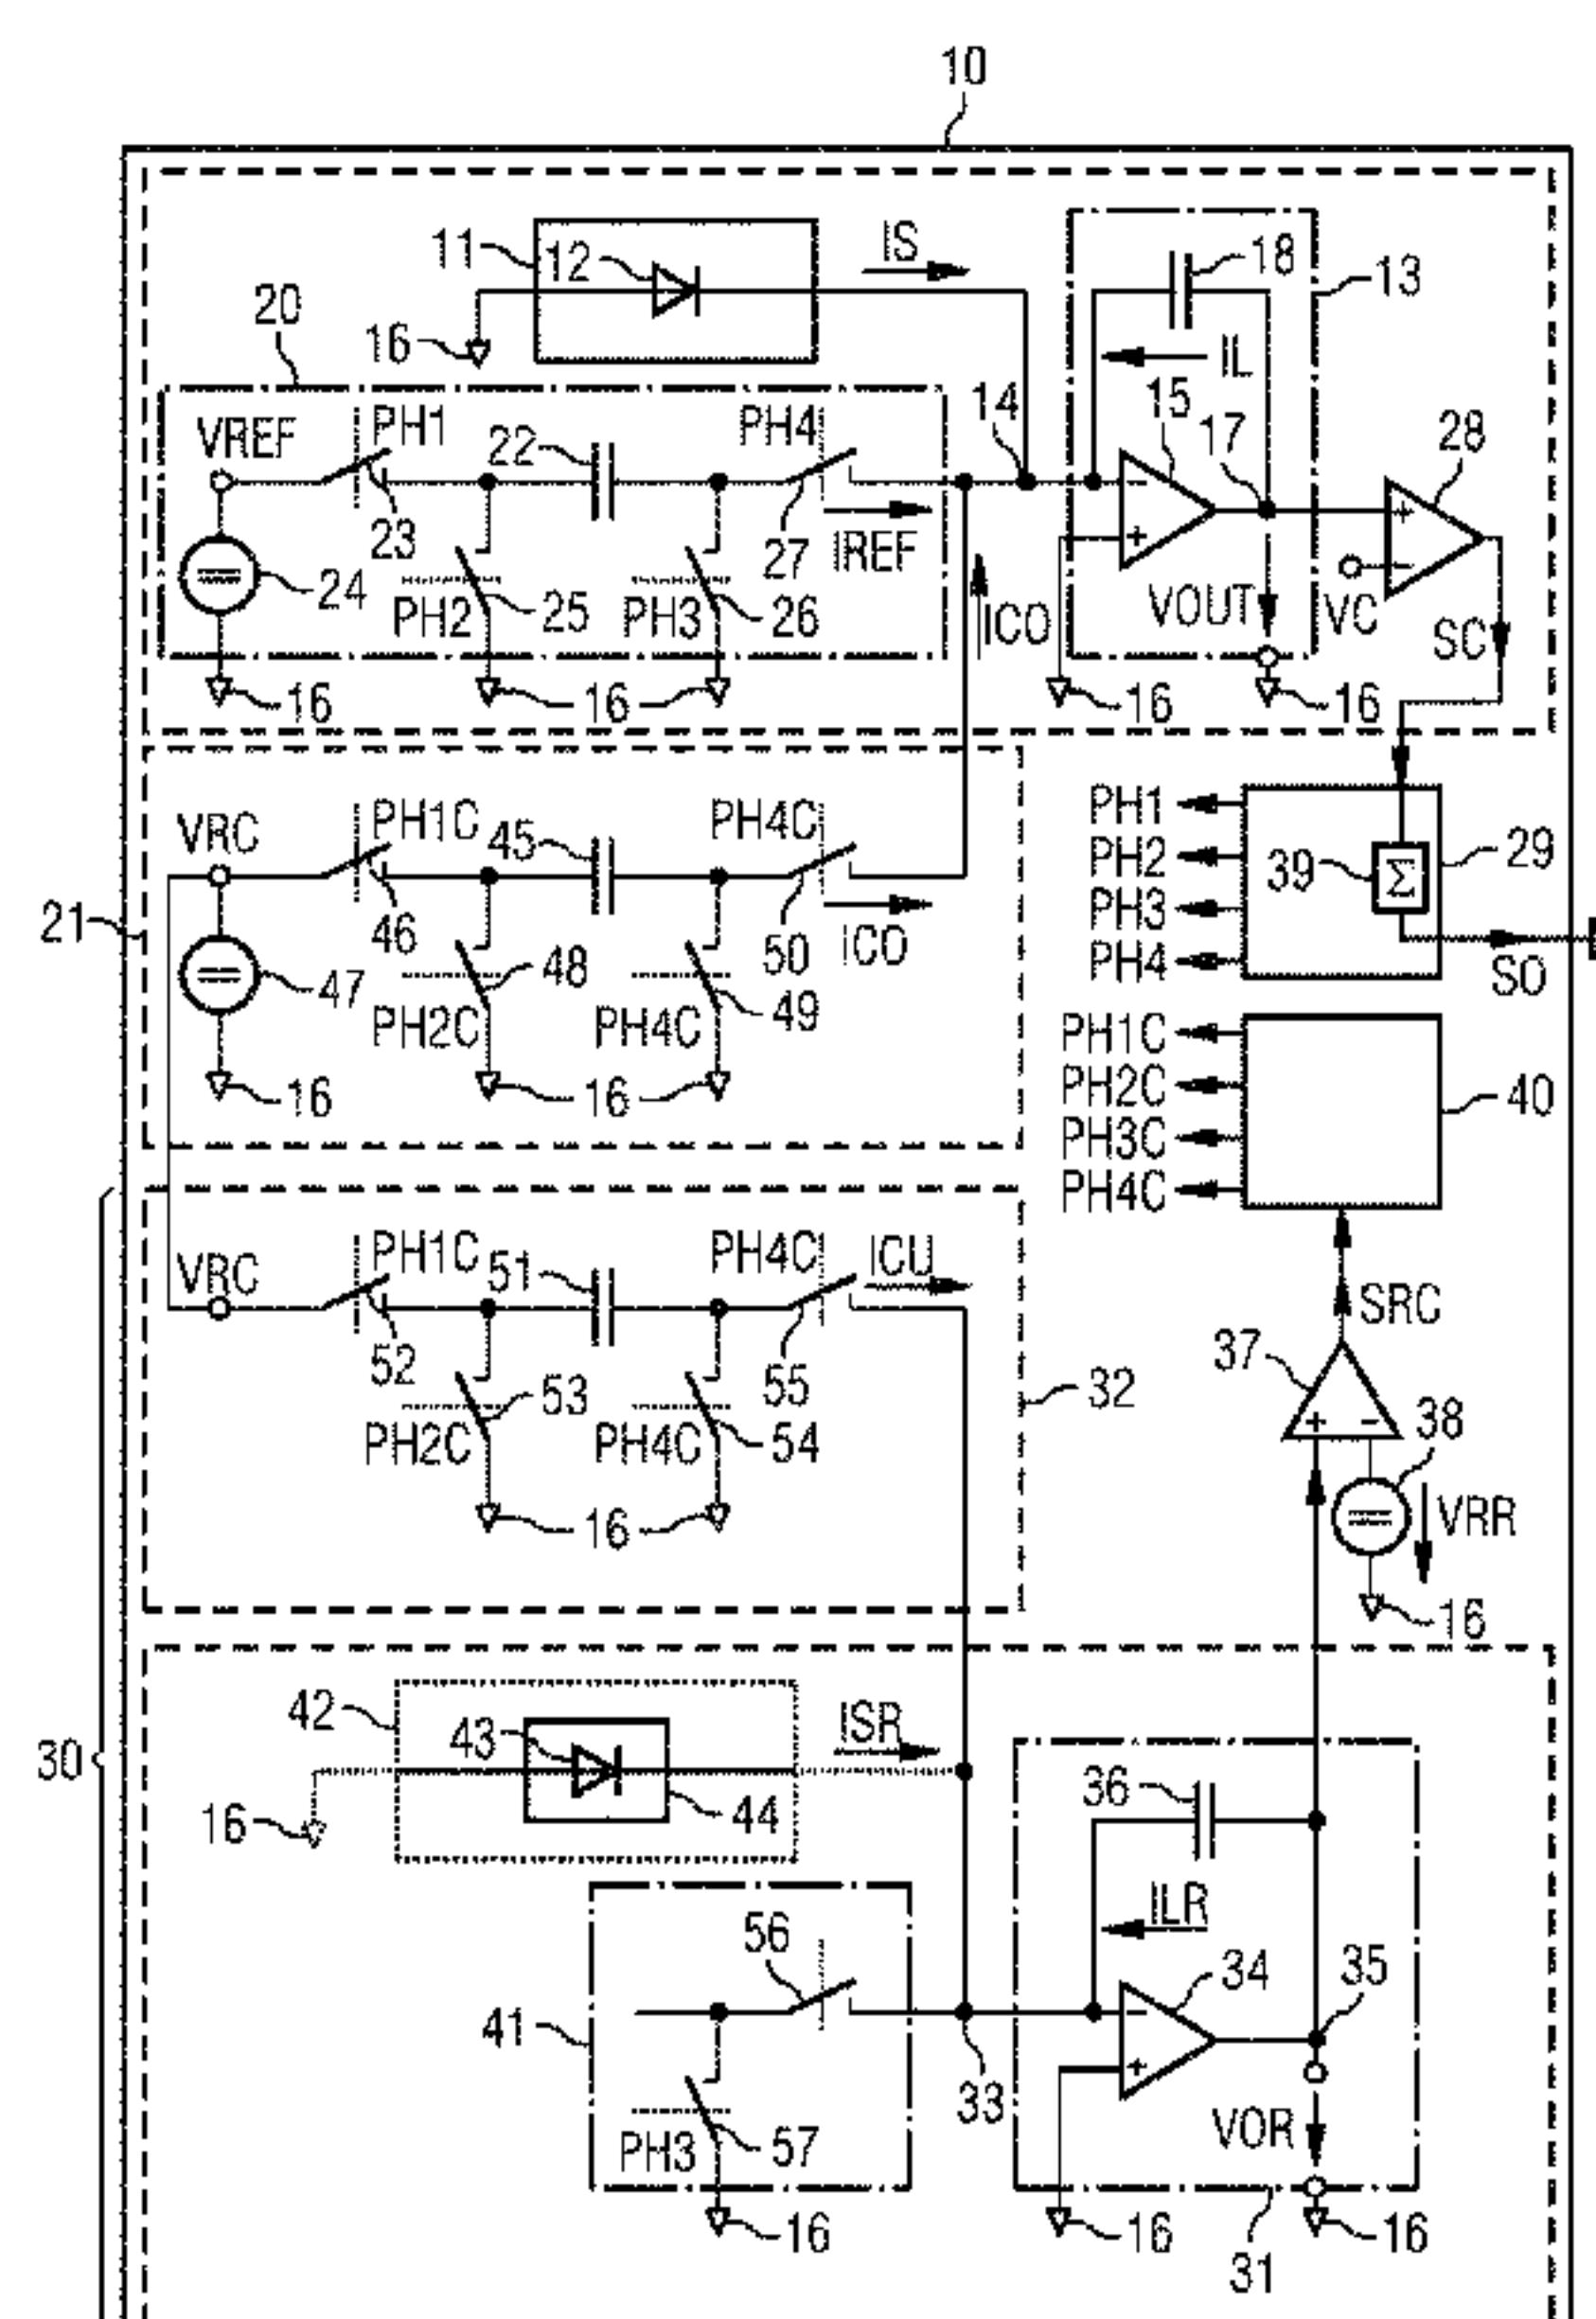 10
11 12 IS 18 13
20 16 IL
VREF PH1 22 PH4 14 15 17 28
23 27 IREF
24 PH2 25 PH3 26 ICO VOUT VC SC
16 16 16 16
VRC PH1C 45 PH4C PH1
PH2 39 Σ 29
21 46 50 ICO PH3
47 48 49 PH4 SO
PH2C PH4C PH1C
16 16 PH2C 40
PH3C
PH4C
VRC PH1C 51 PH4C ICU
SRC
52 53 55 32 37
PH2C PH4C 54 38
16 VRR
16
42 43 ISR
30 44 36
16
ILR
56 34 35
41
33
PH3 57 VOR
16 16 16
31